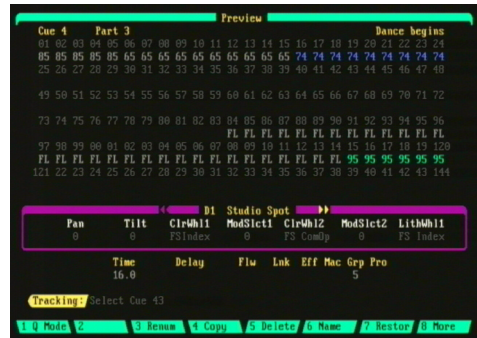 Preview
Cue 4 Part 3 Dance begins
01 02 03 04 05 06 07 08 09 10 11 12 13 14 15 16 17 18 19 20 21 22 23 24
85 85 85 85 85 65 65 65 65 65 65 65 65 65 65 74 74 74 74 74 74 74 74 74
25 26 27 28 29 30 31 32 33 34 35 36 37 38 39 40 41 42 43 44 45 46 47 48
49 50 51 52 53 54 55 56 57 58 59 60 61 62 63 64 65 66 67 68 69 70 71 72
73 74 75 76 77 78 79 80 81 82 83 84 85 86 87 88 89 90 91 92 93 94 95 96
FL FL FL FL FL FL FL FL FL FL FL FL FL
97 98 99 00 01 02 03 04 05 06 07 08 09 10 11 12 13 14 15 16 17 18 19 120
FL FL FL FL FL FL FL FL FL FL FL FL FL FL FL FL FL FL 95 95 95 95 95 95
121 22 23 24 25 26 27 28 29 30 31 32 33 34 35 36 37 38 39 40 41 42 43 144
D1 Studio Spot
Pan Tilt ClrWhl1 ModSlct1 ClrWhl2 ModSlct2 LithWhl1
0 0 FSIndex 0 FS ComOp 0 FS Index
Time Delay Flw Lnk Eff Mac Grp Pro
16.0 5
Tracking: Select Cue 43
1 Q Mode 2 3 Renum 4 Copy 5 Delete 6 Name 7 Restor 8 More